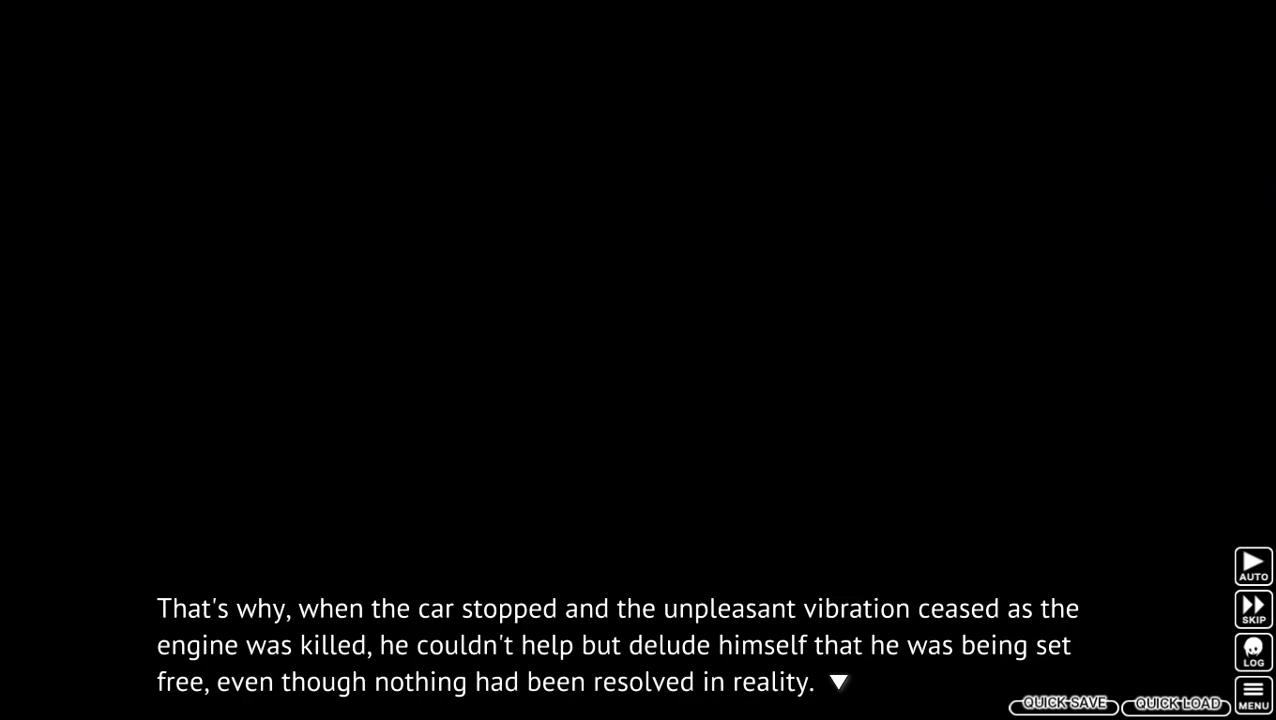 That's why, when the car stopped and the unpleasant vibration ceased as the
engine was killed, he couldn't help but delude himself that he was being set
free, even though nothing had been resolved in reality.
AUTO
SKIP
LOG
MENU
QUICK SAVE QUICK LOAD